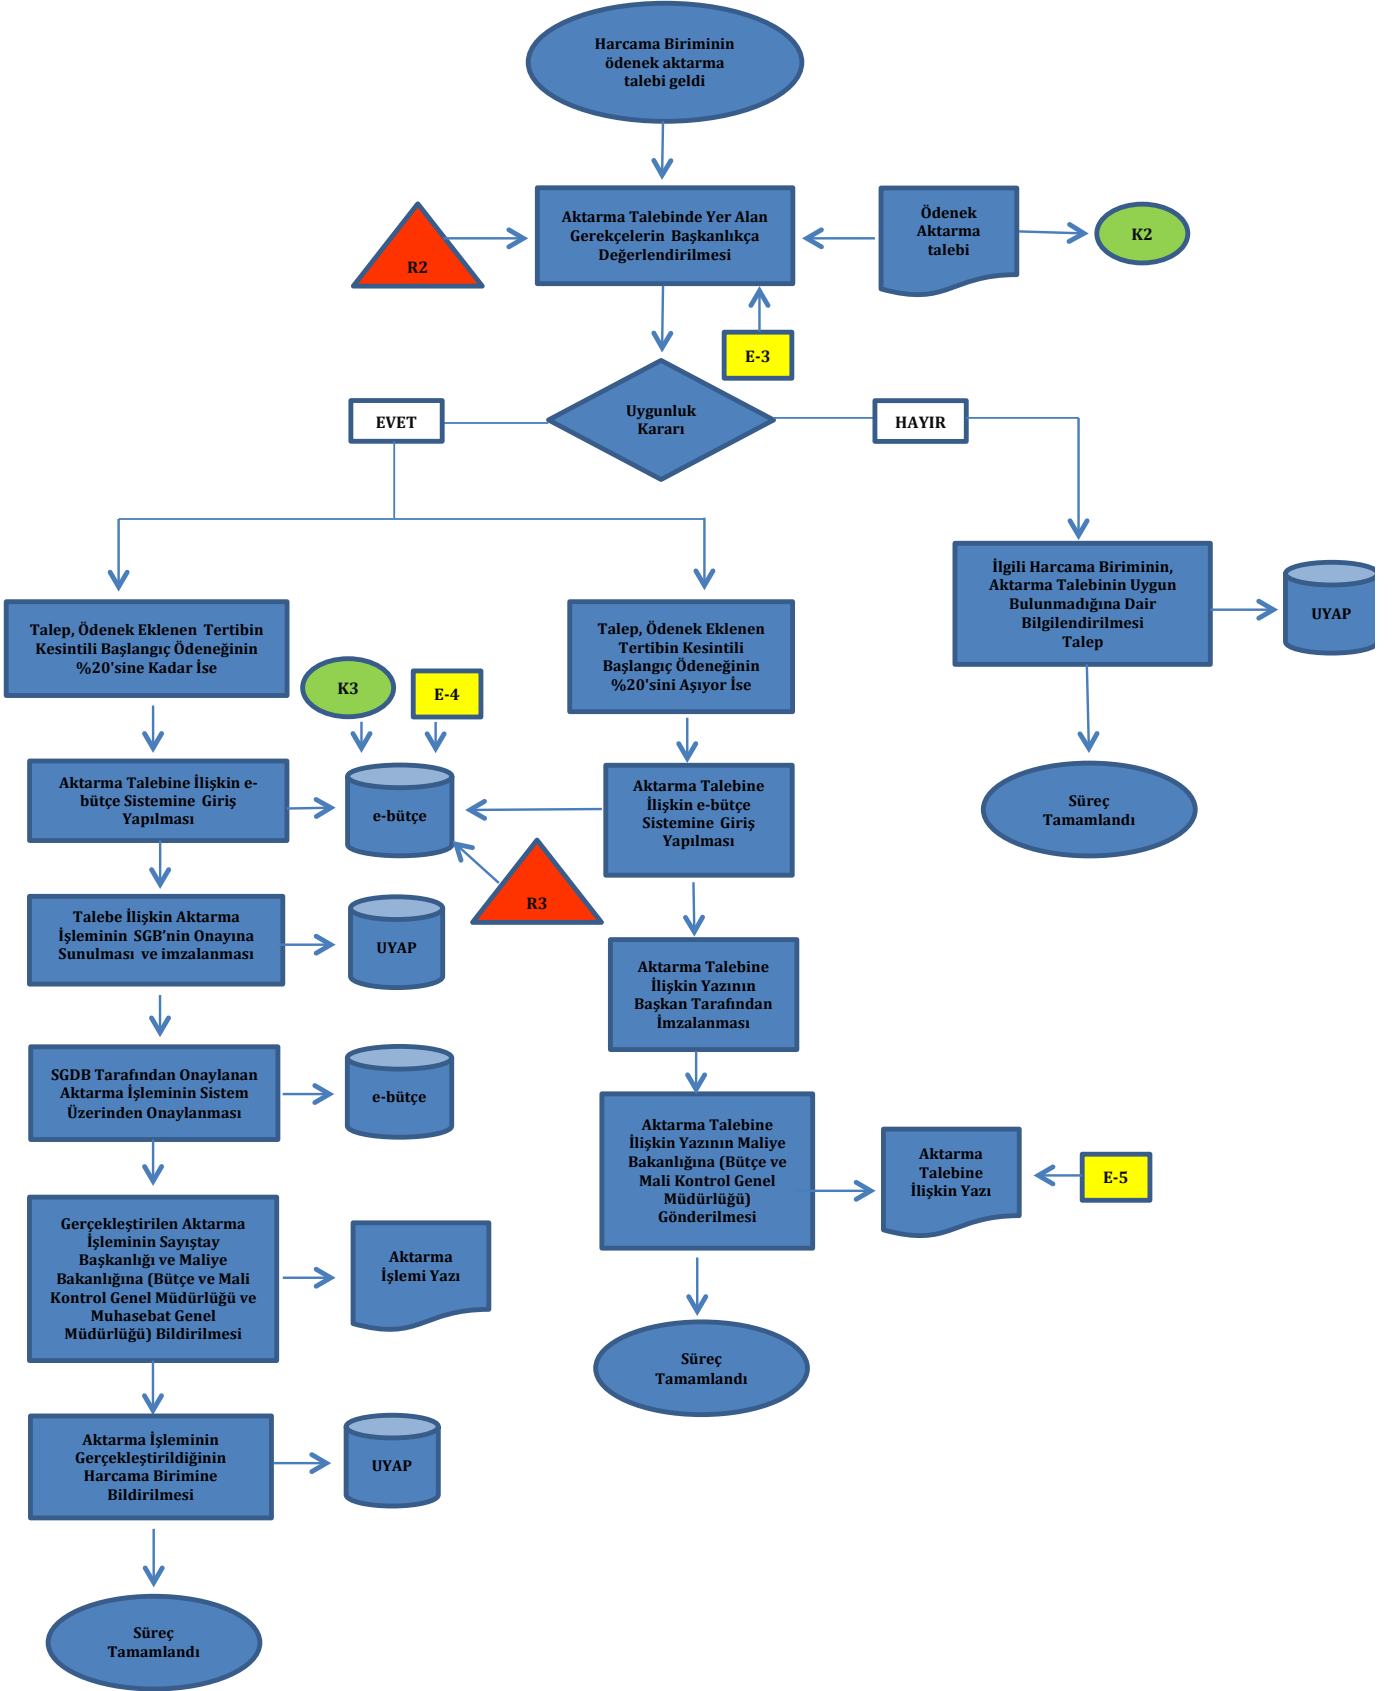 Harcama Biriminin
ödenek aktarma
talebi geldi
Aktarma Talebinde Yer Alan
Gerekçelerin Başkanlıkça
Değerlendirilmesi
Ödenek
Aktarma
talebi
K2
R2
E-3
Uygunluk
Kararı
EVET
HAYIR
İlgili Harcama Biriminin,
Aktarma Talebinin Uygun
Bulunmadığına Dair
Bilgilendirilmesi
Talep
UYAP
Talep, Ödenek Eklenen Tertibin
Kesintili Başlangıç Ödeneğinin
%20'sine Kadar İse
Talep, Ödenek Eklenen
Tertibin Kesintili
Başlangıç Ödeneğinin
%20'sini Aşıyor İse
K3
E-4
Aktarma Talebine İlişkin e-
bütçe Sistemine Giriş
Yapılması
e-bütçe
Aktarma Talebine
İlişkin e-bütçe
Sistemine Giriş
Yapılması
Süreç
Tamamlandı
R3
Talebe İlişkin Aktarma
İşleminin SGB'nin Onayına
Sunulması ve imzalanması
UYAP
Aktarma Talebine
İlişkin Yazının
Başkan Tarafından
İmzalanması
SGDB Tarafından Onaylanan
Aktarma İşleminin Sistem
Üzerinden Onaylanması
e-bütçe
Aktarma Talebine
İlişkin Yazının Maliye
Bakanlığına (Bütçe ve
Mali Kontrol Genel
Müdürlüğü)
Gönderilmesi
Aktarma
Talebine
İlişkin Yazı
E-5
Gerçekleştirilen Aktarma
İşleminin Sayıştay
Başkanlığı ve Maliye
Bakanlığına (Bütçe ve Mali
Kontrol Genel Müdürlüğü ve
Muhasebat Genel
Müdürlüğü) Bildirilmesi
Aktarma
İşlemi Yazı
Süreç
Tamamlandı
Aktarma İşleminin
Gerçekleştirildiğinin
Harcama Birimine
Bildirilmesi
UYAP
Süreç
Tamamlandı